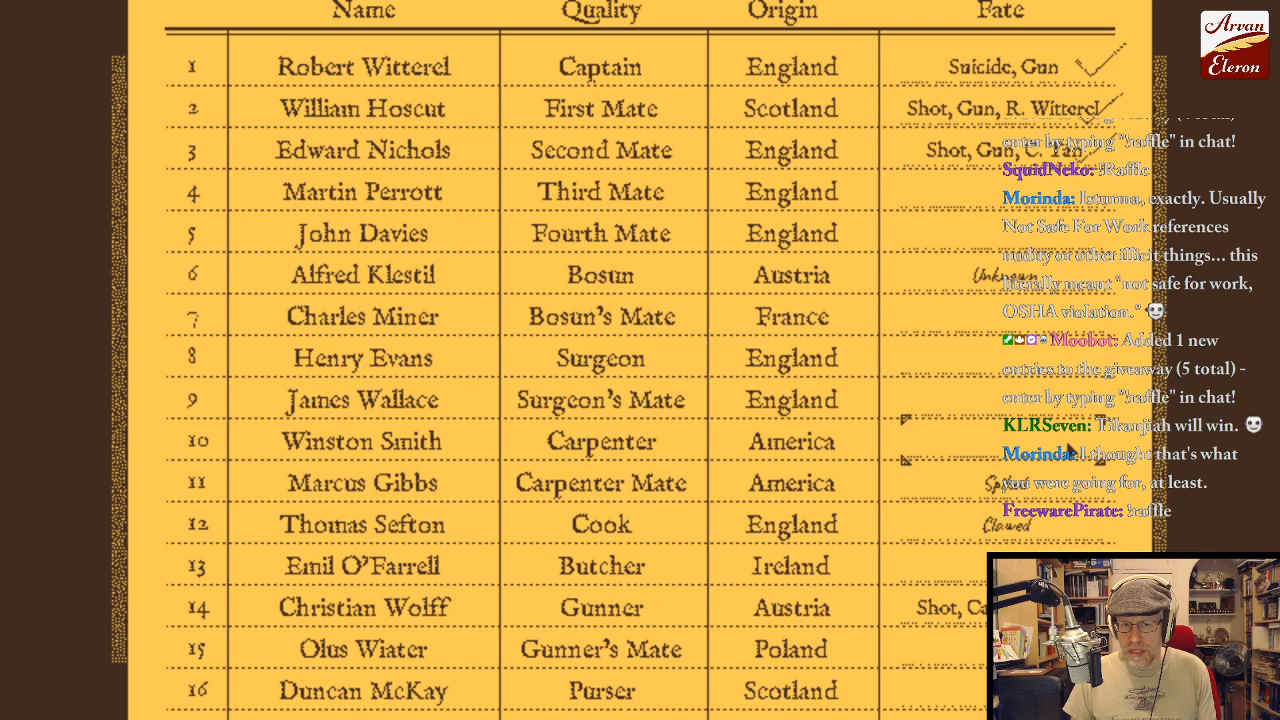 Name Quality Origin Fate
1 Robert Witterel Captain England Suicide, Gun
2 William Hoscut First Mate Scotland Shot, Gun, R. Witterel
3 Edward Nichols Second Mate England Shot, Gun, C. Tan
4 Martin Perrott Third Mate England
5 John Davies Fourth Mate England
6 Alfred Klestil Bosun Austria Unknown
7 Charles Miner Bosun's Mate France
8 Henry Evans Surgeon England
9 James Wallace Surgeon's Mate England
10 Winston Smith Carpenter America
11 Marcus Gibbs Carpenter Mate America
12 Thomas Sefton Cook England Clawed
13 Emil O'Farrell Butcher Ireland
14 Christian Wolff Gunner Austria Shot,
15 Olus Wiater Gunner's Mate Poland
16 Duncan McKay Purser Scotland
Arvan
Eleron
enter by typing "!raffle" in chat!
SquidNeko: !Raffle
Morinda: exactly. Usually
Not Safe For Work references
nudity or other illicit things... this
literally meant "not safe for work,
OSHA violation."
Moobot: Added 1 new
entries to the giveaway (5 total) -
enter by typing "!raffle" in chat!
KLRSeven: Tikanjiah will win.
Morinda: I thought that's what
you were going for, at least.
FreewarePirate: !raffle